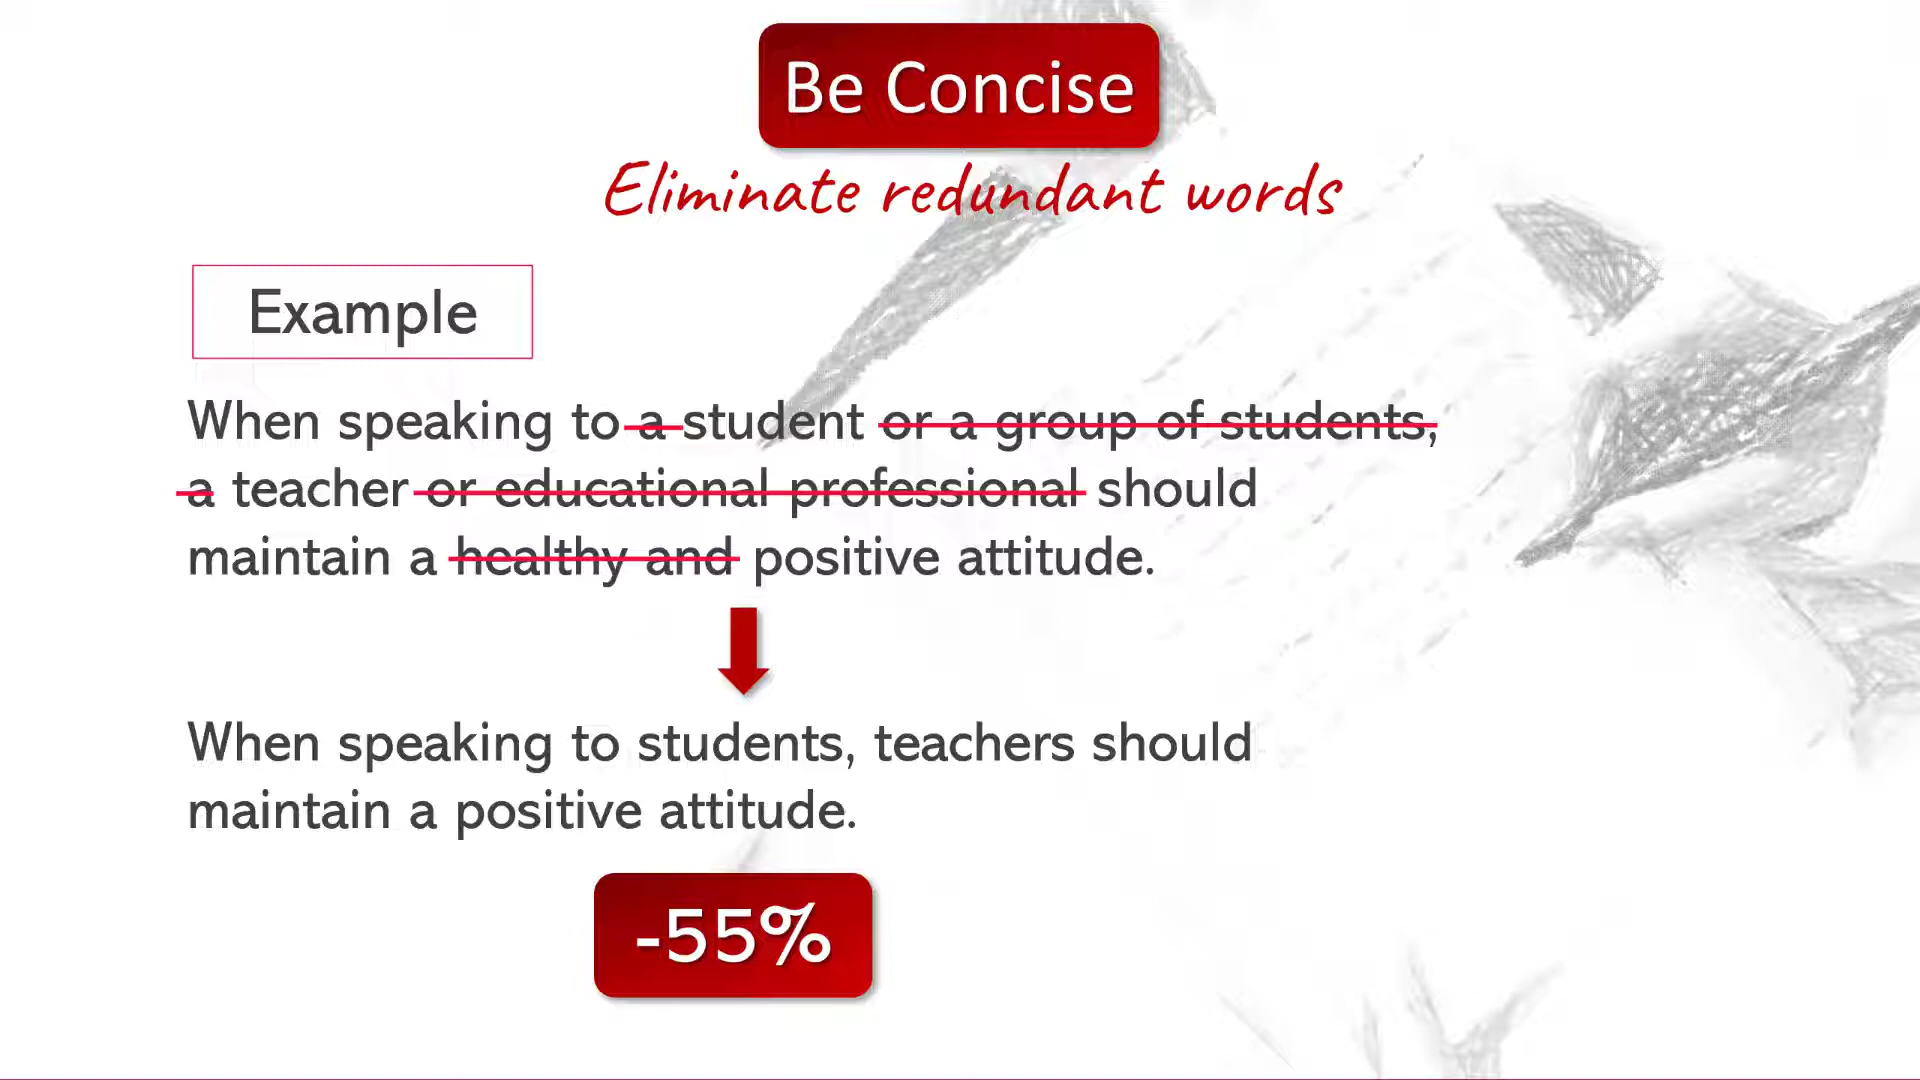 Be Concise
Eliminate redundant words
Example
When speaking to a student or a group of students,
a teacher or educational professional should
maintain a healthy and positive attitude.
When speaking to students, teachers should
maintain a positive attitude.
-55%